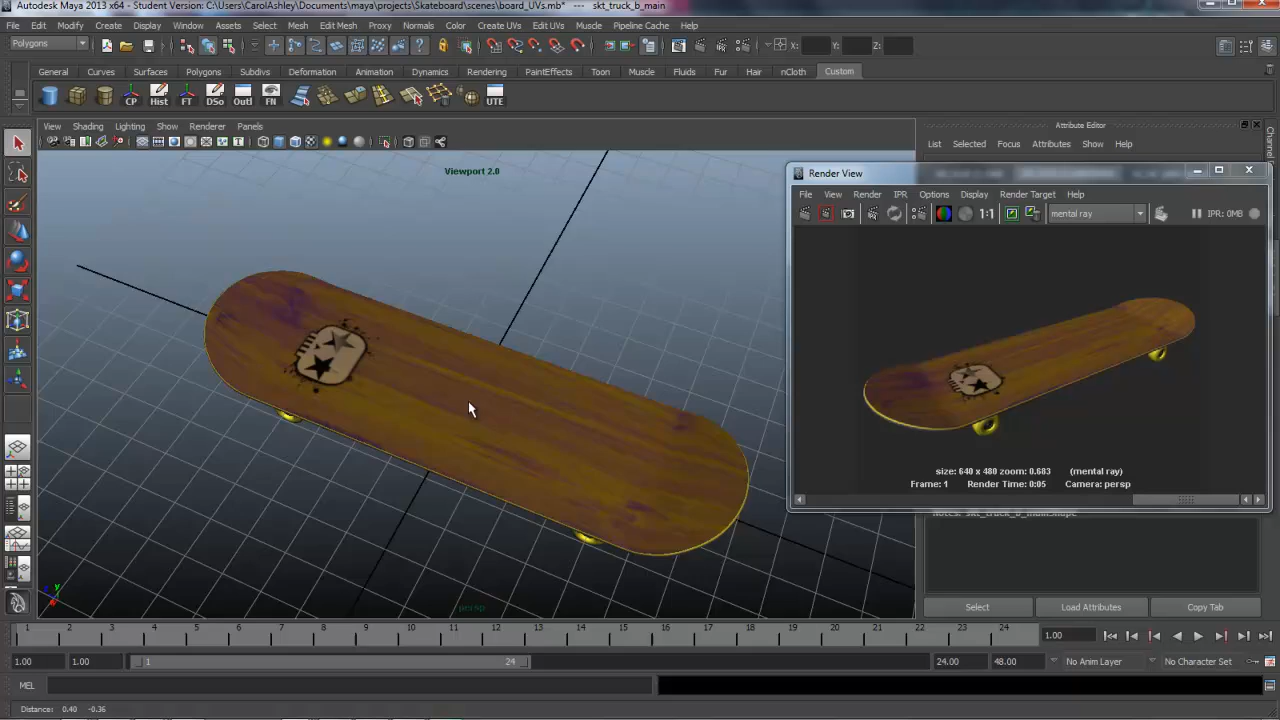 Autodesk Maya 2013 x64 - Student Version: C:\Users\CarolAshley\Documents\maya\projects\Skateboard\scenes\board_UVs.mb* --- skt_truck_b_main
File Edit Modify Create Display Window Assets Select Mesh Edit Mesh Proxy Normals Color Create UVs Edit UVs Muscle Pipeline Cache Help
Polygons X: Y: Z:
General Curves Surfaces Polygons Subdivs Deformation Animation Dynamics Rendering PaintEffects Toon Muscle Fluids Fur Hair nCloth Custom
CP Hist FT DSo Outl FN UTE
View Shading Lighting Show Renderer Panels
Attribute Editor
List Selected Focus Attributes Show Help
Channel
Viewport 2.0
Render View
File View Render IPR Options Display Render Target Help
1:1 mental ray IPR: 0MB
size: 640 x 480 zoom: 0.683 (mental ray)
Frame: 1 Render Time: 0:05 Camera: persp
Notes: skt_truck_b_mainShape
persp
y
Select Load Attributes Copy Tab
1 2 3 4 5 6 7 8 9 10 11 12 13 14 15 16 17 18 19 20 21 22 23 24 1.00
1.00 1.00 1 24 24.00 48.00 No Anim Layer No Character Set
MEL
Distance: 0.40 -0.36